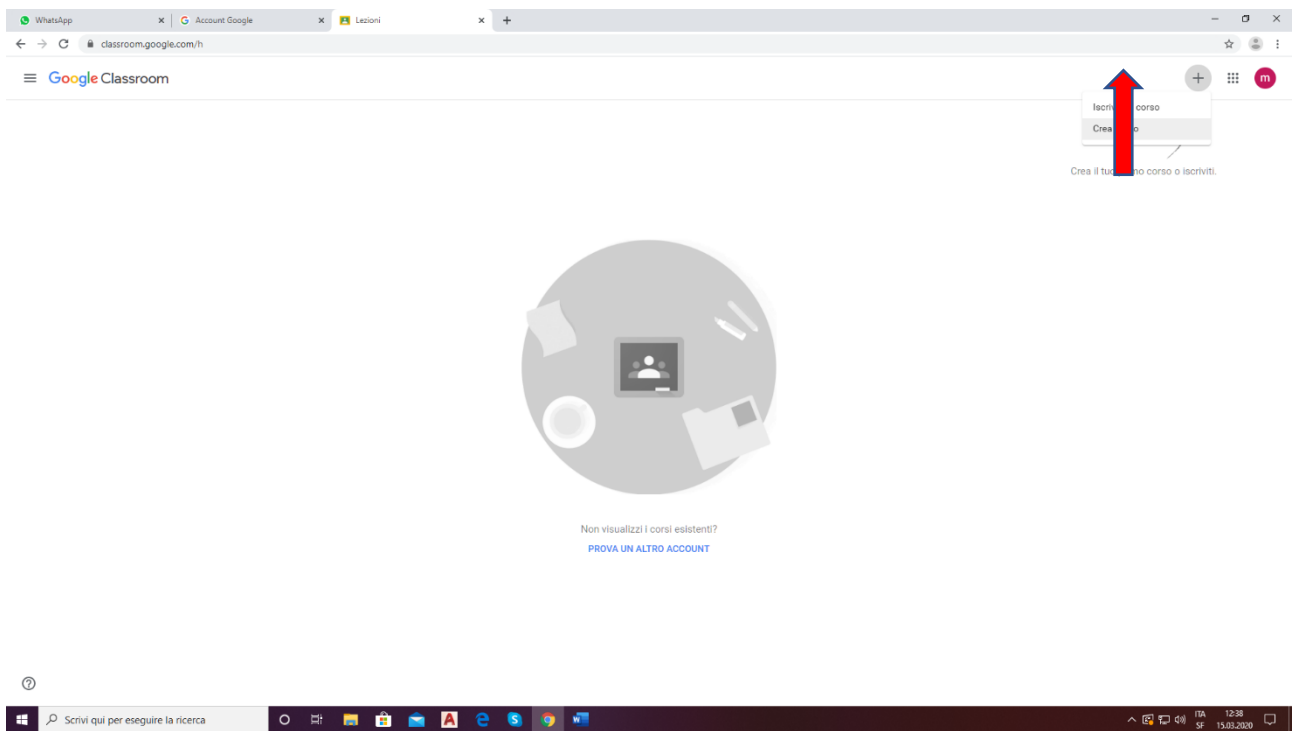 WhatsApp
Account Google
Lezioni
classroom.google.com/h
Google Classroom
m
corso
Crea
Crea il tuo corso o iscriviti.
Non visualizzi i corsi esistenti?
PROVA UN ALTRO ACCOUNT
Scrivi qui per eseguire la ricerca
ITA
SF
12:38
15.03.2020